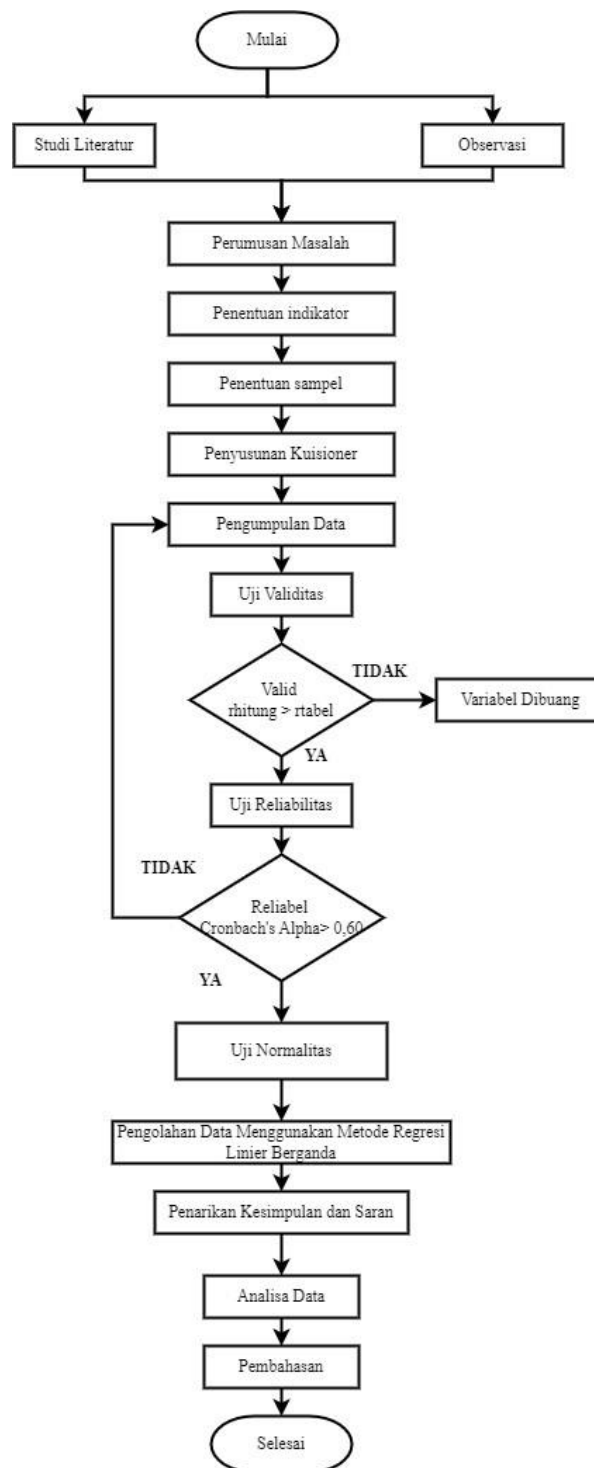 Mulai
Studi Literatur
Observasi
Perumusan Masalah
Penentuan indikator
Penentuan sampel
Penyusunan Kuisioner
Pengumpulan Data
Uji Validitas
Valid
rhitung > rtabel
TIDAK
Variabel Dibuang
YA
Uji Reliabilitas
TIDAK
Reliabel
Cronbach's Alpha> 0,60
YA
Uji Normalitas
Pengolahan Data Menggunakan Metode Regresi
Linier Berganda
Penarikan Kesimpulan dan Saran
Analisa Data
Pembahasan
Selesai